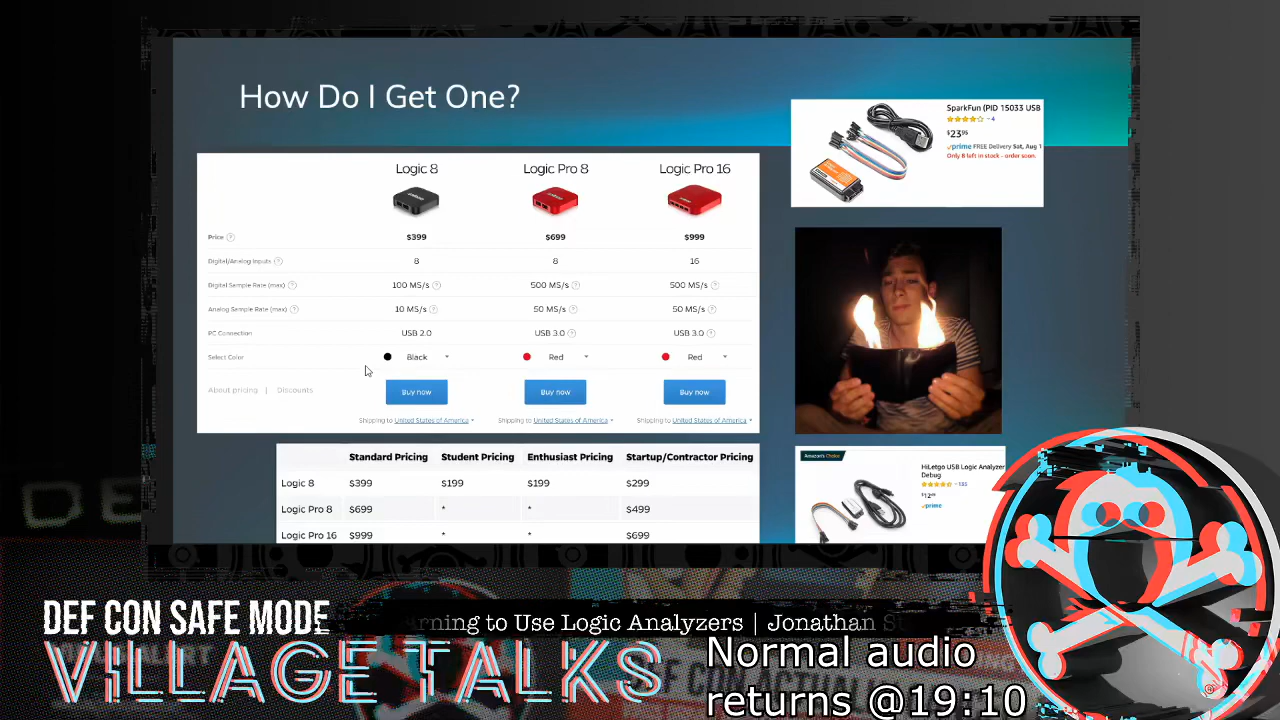 How Do I Get One?
Logic 8 Logic Pro 8 Logic Pro 16
Price $399 $699 $999
Digital/Analog Inputs 8 8 16
Digital Sample Rate (max) 100 MS/s 500 MS/s 500 MS/s
Analog Sample Rate (max) 10 MS/s 50 MS/s 50 MS/s
PC Connection USB 2.0 USB 3.0 USB 3.0
Select Color Black Red Red
About pricing | Discounts Buy now Buy now Buy now
Shipping to United States of America Shipping to United States of America Shipping to United States of America
Standard Pricing Student Pricing Enthusiast Pricing Startup/Contractor Pricing
Logic 8 $399 $199 $199 $299
Logic Pro 8 $699 * * $499
Logic Pro 16 $999 * * $699
SparkFun (PID 15033 USB
4
$2395
prime FREE Delivery Sat, Aug 1
Only 8 left in stock - order soon.
Amazon's Choice
HiLetgo USB Logic Analyzer
Debug
prime
DEF CON SAFE MODE
VILLAGE TALKS
rning to Use Logic Analyzers | Jonathan
Normal audio
returns @19:10